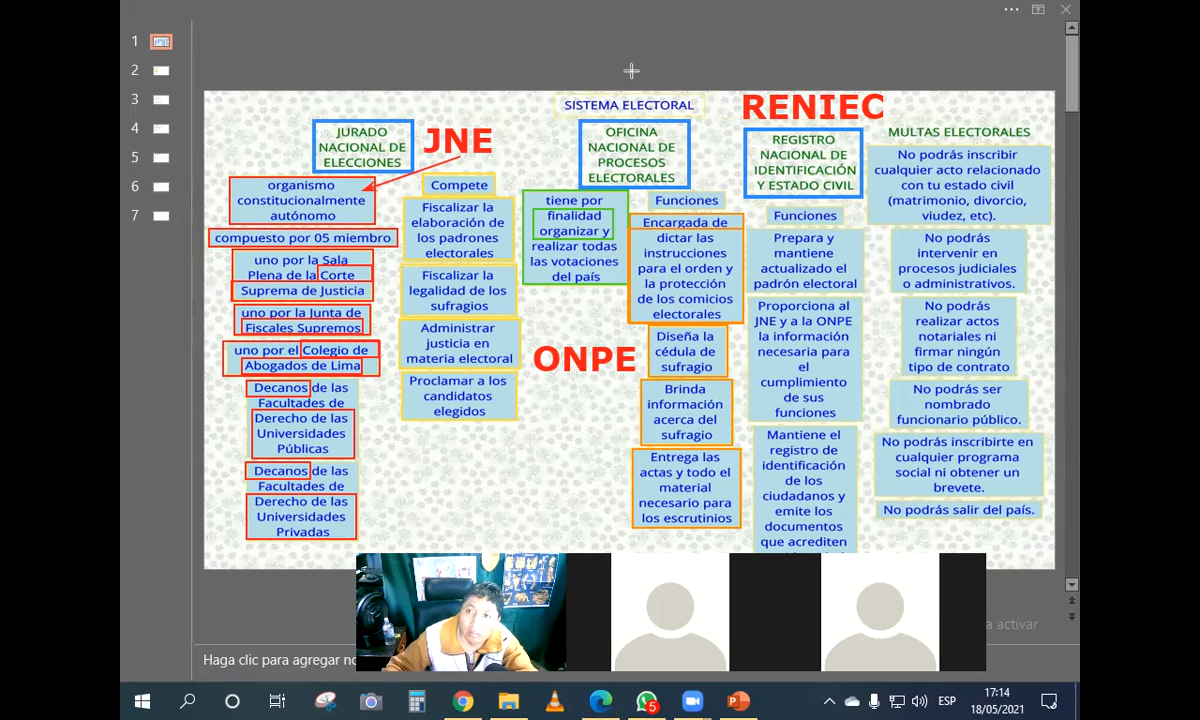 1
2
3
4
5
6
7
SISTEMA ELECTORAL
JURADO
NACIONAL DE
ELECCIONES
JNE
organismo
constitucionalmente
autónomo
compuesto por 05 miembro
uno por la Sala
Plena de la Corte
Suprema de Justicia
uno por la Junta de
Fiscales Supremos
uno por el Colegio de
Abogados de Lima
Decanos de las
Facultades de
Derecho de las
Universidades
Públicas
Decanos de las
Facultades de
Derecho de las
Universidades
Privadas
Compete
Fiscalizar la
elaboración de
los padrones
electorales
Fiscalizar la
legalidad de los
sufragios
Administrar
justicia en
materia electoral
Proclamar a los
candidatos
elegidos
OFICINA
NACIONAL DE
PROCESOS
ELECTORALES
tiene por
finalidad
organizar y
realizar todas
las votaciones
del país
ONPE
Funciones
Encargada de
dictar las
instrucciones
para el orden y
la protección
de los comicios
electorales
Diseña la
cédula de
sufragio
Brinda
información
acerca del
sufragio
Entrega las
actas y todo el
material
necesario para
los escrutinios
RENIEC
REGISTRO
NACIONAL DE
IDENTIFICACIÓN
Y ESTADO CIVIL
Funciones
Prepara y
mantiene
actualizado el
padrón electoral
Proporciona al
JNE y a la ONPE
la información
necesaria para
el
cumplimiento
de sus
funciones
Mantiene el
registro de
identificación
de los
ciudadanos y
emite los
documentos
que acrediten
MULTAS ELECTORALES
No podrás inscribir
cualquier acto relacionado
con tu estado civil
(matrimonio, divorcio,
viudez, etc).
No podrás
intervenir en
procesos judiciales
o administrativos.
No podrás
realizar actos
notariales ni
firmar ningún
tipo de contrato
No podrás ser
nombrado
funcionario público.
No podrás inscribirte en
cualquier programa
social ni obtener un
brevete.
No podrás salir del país.
a activar
Haga clic para agregar no
5
ESP
17:14
18/05/2021